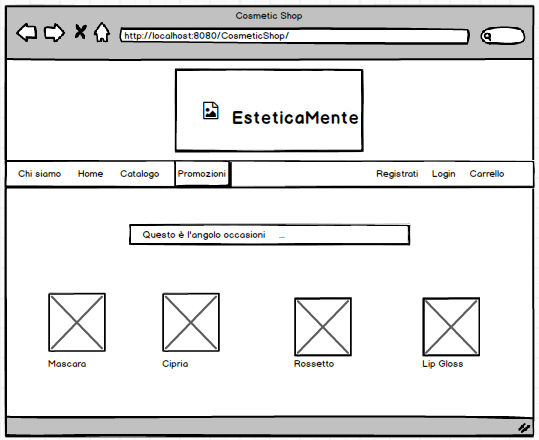 Cosmetic Shop
http://localhost:8080/CosmeticShop/
EsteticaMente
Chi siamo Home Catalogo Promozioni Registrati Login Carrello
Questo è l'angolo occasioni ...
Mascara Cipria Rossetto Lip Gloss